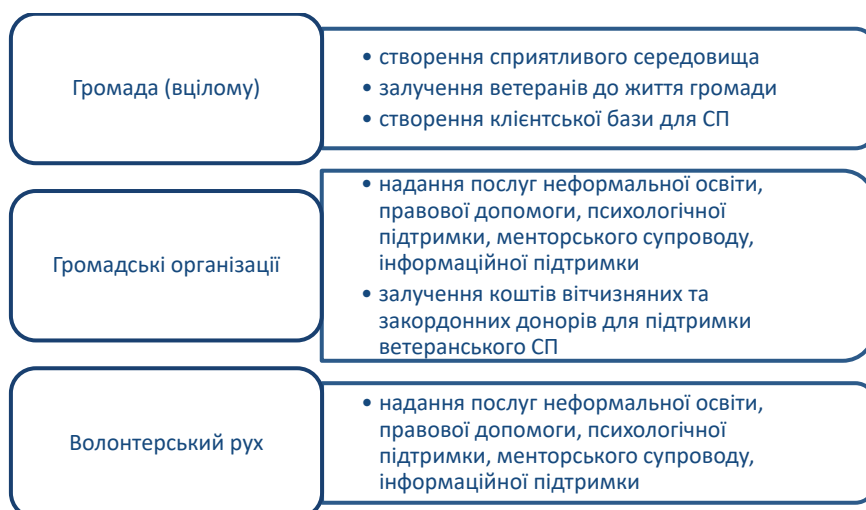 Громада (вцілому)
• створення сприятливого середовища
• залучення ветеранів до життя громади
• створення клієнтської бази для СП
Громадські організації
• надання послуг неформальної освіти,
правової допомоги, психологічної
підтримки, менторського супроводу,
інформаційної підтримки
• залучення коштів вітчизняних та
закордонних донорів для підтримки
ветеранського СП
Волонтерський рух
• надання послуг неформальної освіти,
правової допомоги, психологічної
підтримки, менторського супроводу,
інформаційної підтримки